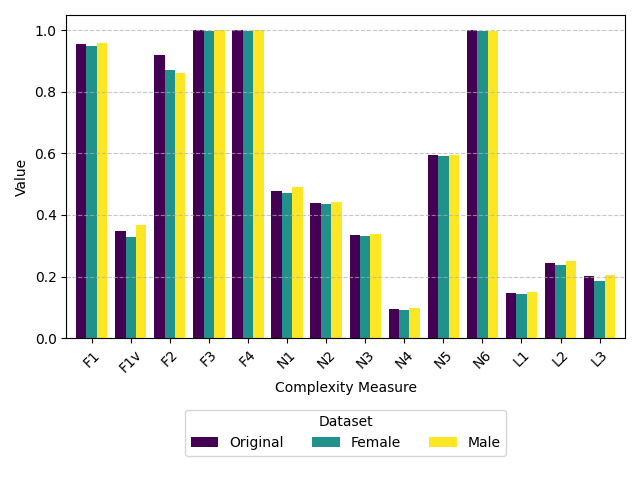 1.0
0.8
0.6
0.4
0.2
0.0
Value
F1 F1v F2 F3 F4 N1 N2 N3 N4 N5 N6 L1 L2 L3
Complexity Measure
Dataset
Original Female Male